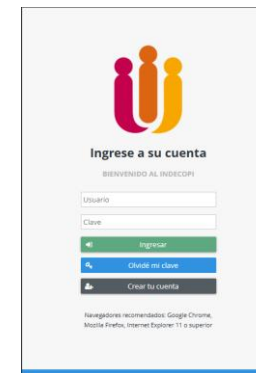 Ingrese a su cuenta
BIENVENIDO AL INDECOPI
Usuario
Clave
Ingresar
Olvidé mi clave
Crear tu cuenta
Navegadores recomendados: Google Chrome,
Mozilla Firefox, Internet Explorer 11 o superior